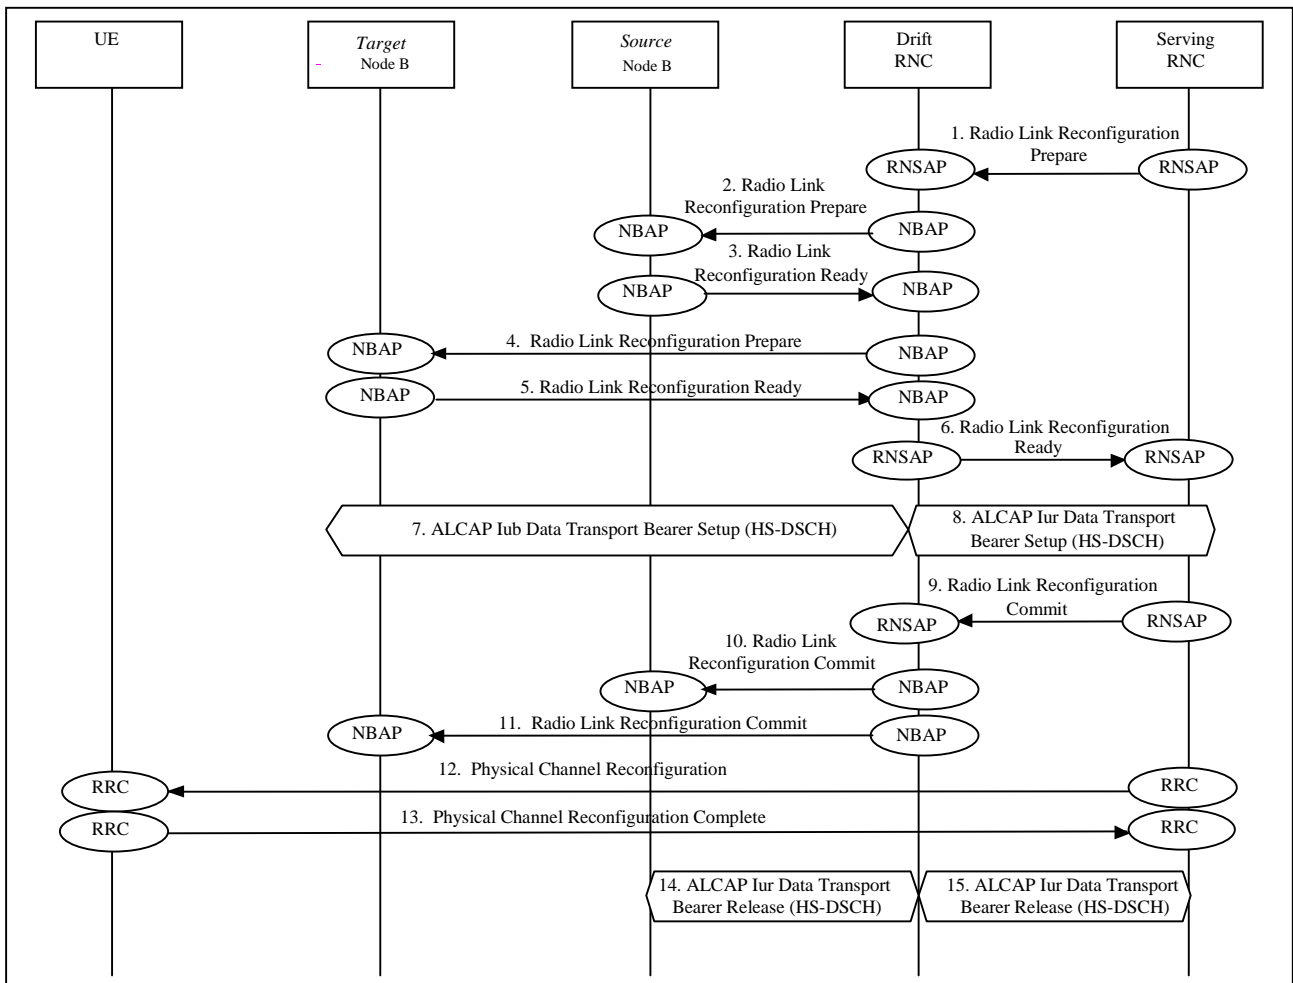 UE
Target
- Node B
Source
Node B
Drift
RNC
Serving
RNC
1. Radio Link Reconfiguration
Prepare
RNSAP
RNSAP
2. Radio Link
Reconfiguration Prepare
NBAP
NBAP
3. Radio Link
Reconfiguration Ready
NBAP
NBAP
4. Radio Link Reconfiguration Prepare
NBAP
NBAP
5. Radio Link Reconfiguration Ready
NBAP
NBAP
6. Radio Link Reconfiguration
Ready
RNSAP
RNSAP
7. ALCAP Iub Data Transport Bearer Setup (HS-DSCH)
8. ALCAP Iur Data Transport
Bearer Setup (HS-DSCH)
9. Radio Link Reconfiguration
Commit
RNSAP
RNSAP
10. Radio Link
Reconfiguration Commit
NBAP
NBAP
11. Radio Link Reconfiguration Commit
NBAP
NBAP
12. Physical Channel Reconfiguration
RRC
RRC
13. Physical Channel Reconfiguration Complete
RRC
RRC
14. ALCAP Iur Data Transport
Bearer Release (HS-DSCH)
15. ALCAP Iur Data Transport
Bearer Release (HS-DSCH)